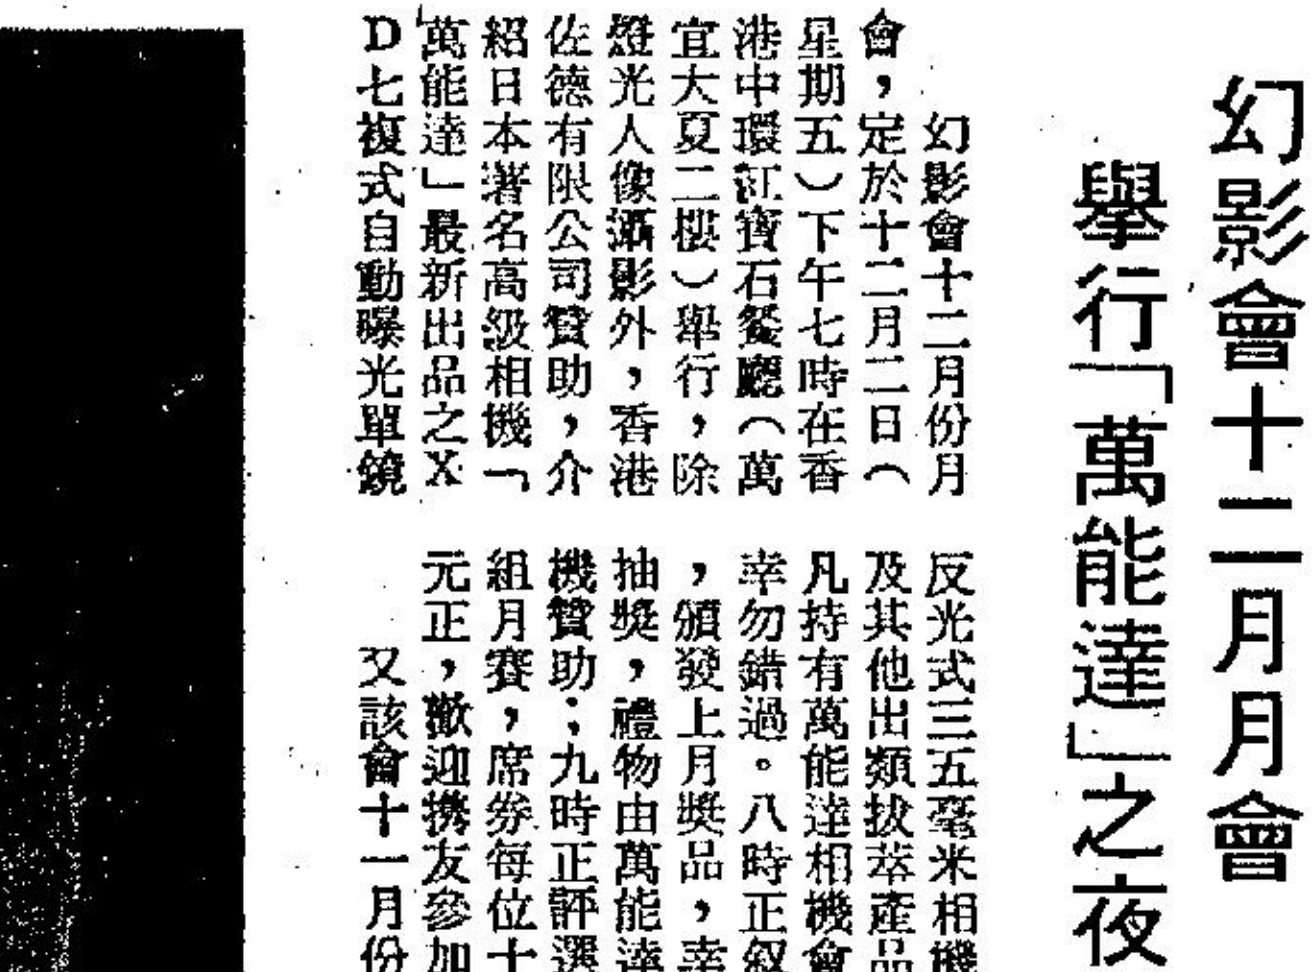 幻影會十二月月會
舉行「萬能達」之夜
幻影會十二月份月
會，定於十二月二日（
星期五）下午七時在香
港中環紅寶石餐廳（萬
宜大夏二樓）舉行，除
燈光人像攝影外，香港
佐德有限公司贊助，介
紹日本著名高級相機「
萬能達」最新出品之X
D七複式自動曝光單鏡
反光式三五毫米相機
及其他出類拔萃產品
凡持有萬能達相機會
幸勿錯過。八時正叙
，頒發上月奬品，幸
抽奬，禮物由萬能達
機贊助；九時正評選
組月賽，席券每位十
元正，歡迎携友參加
又該會十一月份